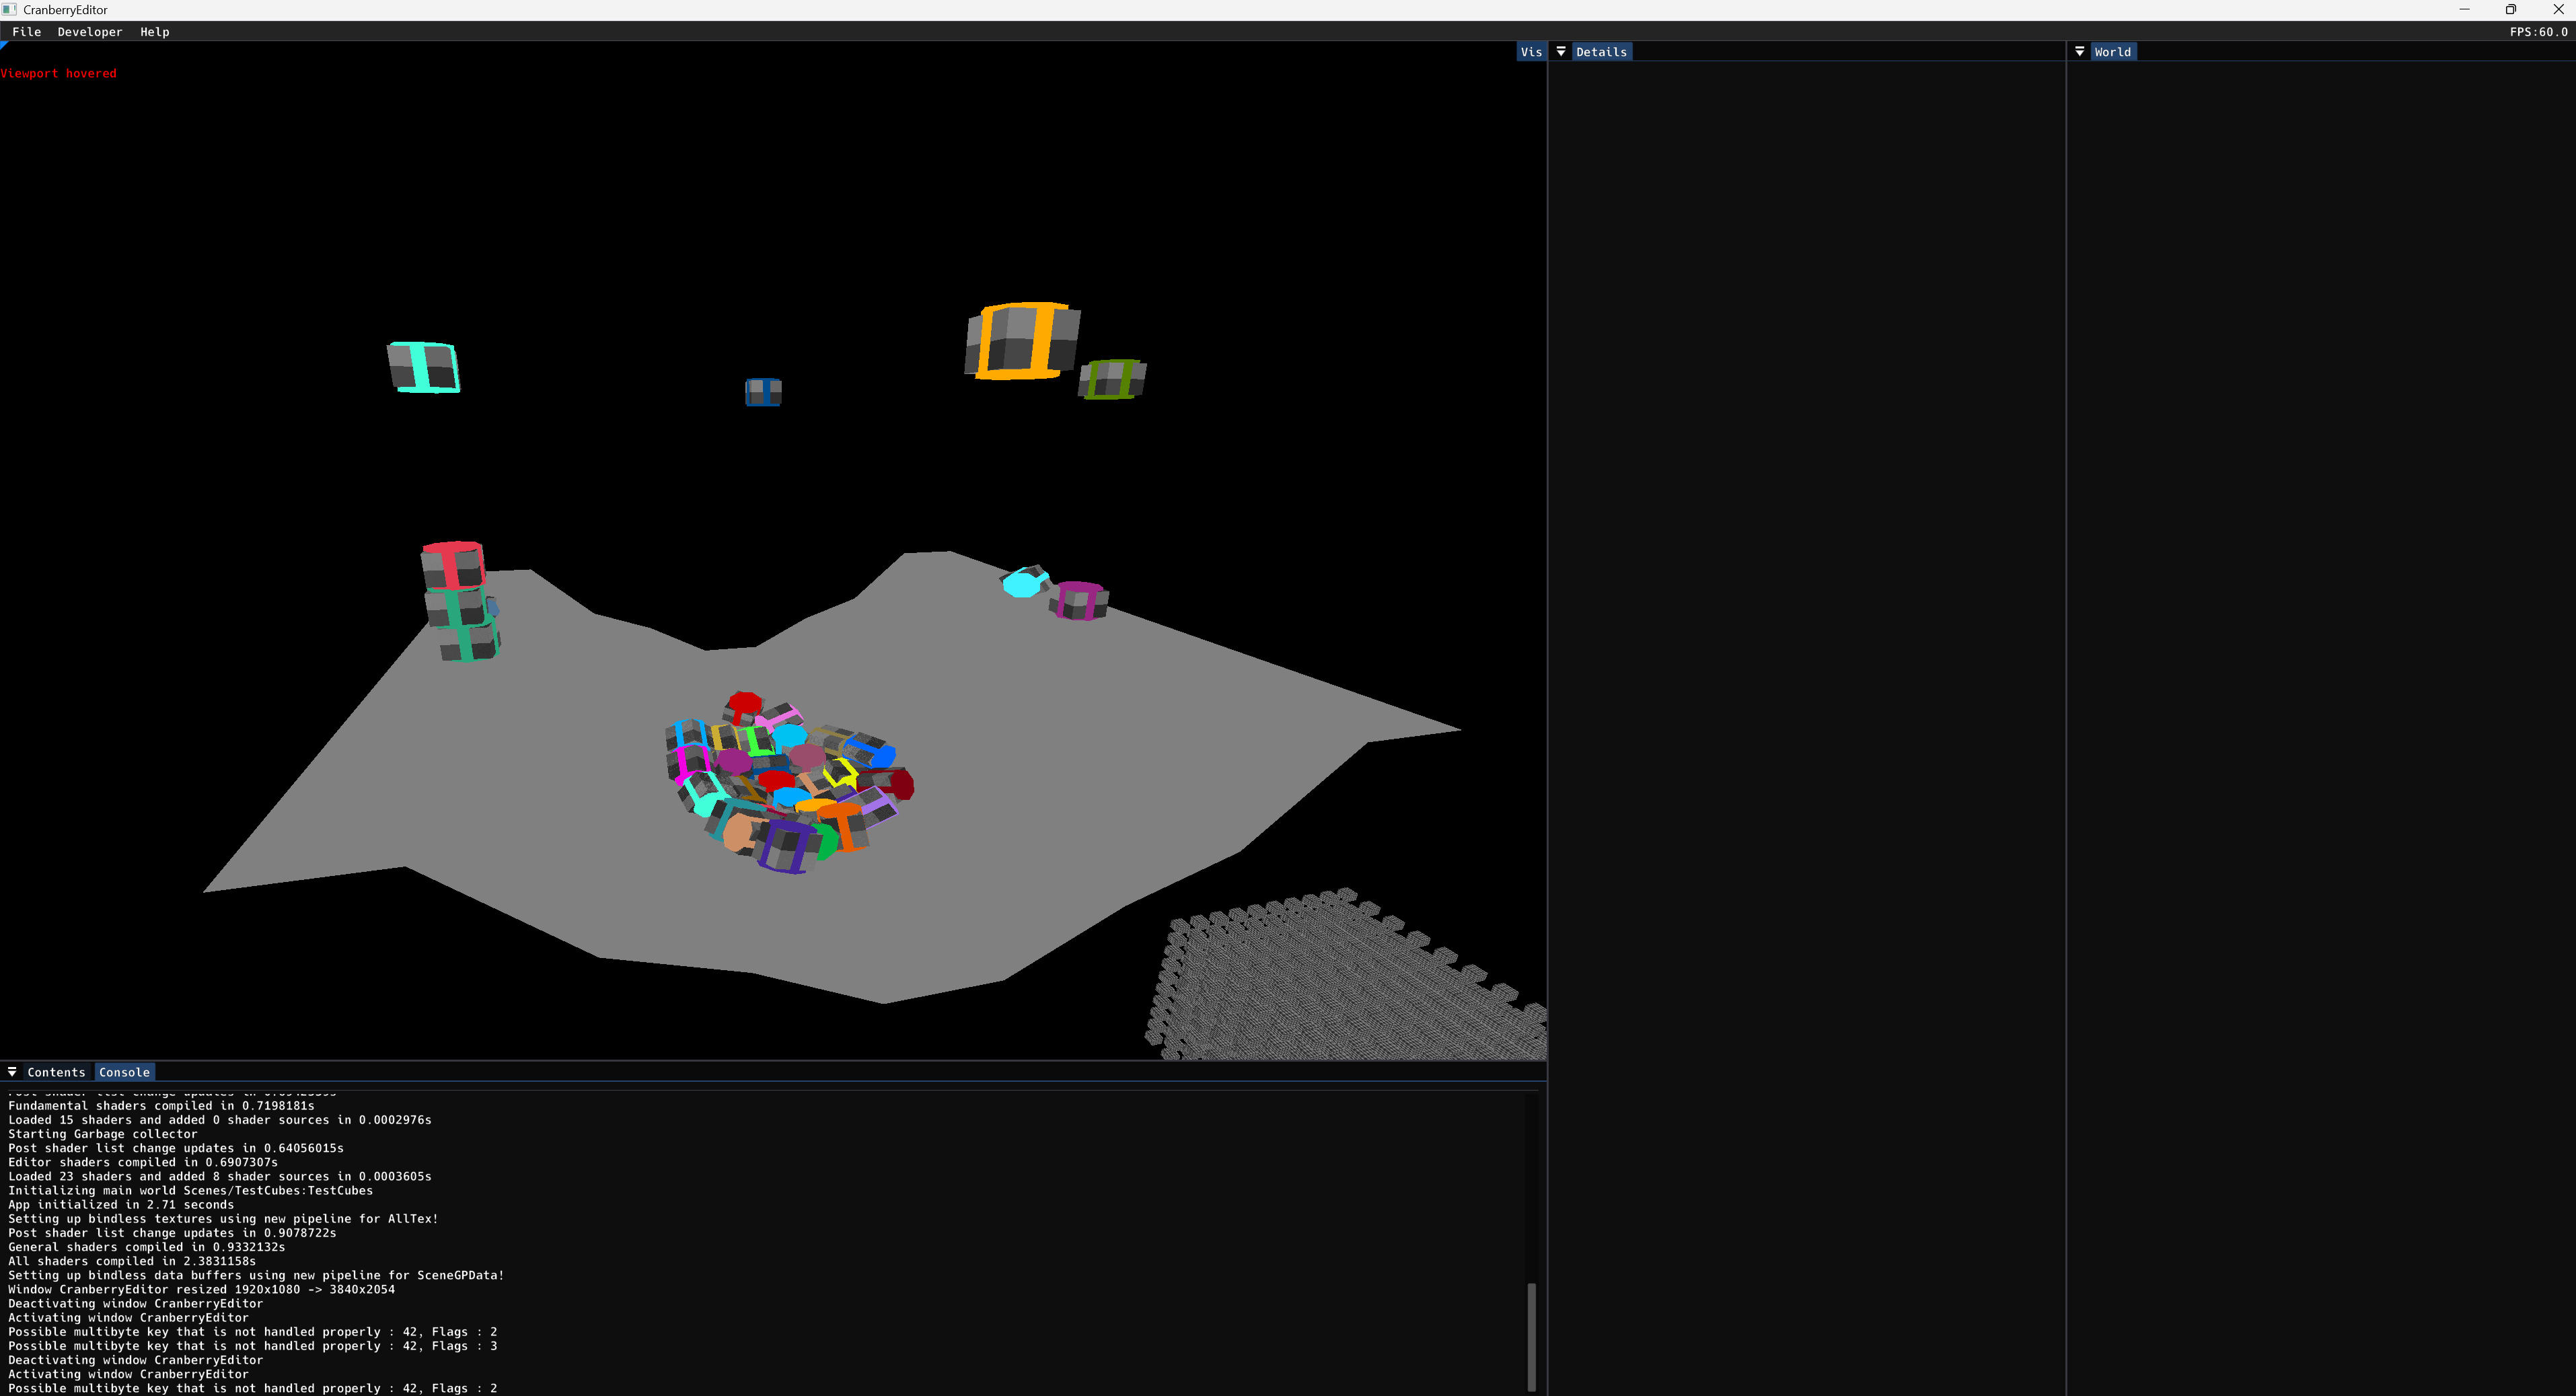 CranberryEditor
File Developer Help FPS:60.0
Vis Details World
Viewport hovered
Contents Console
Fundamental shaders compiled in 0.7198181s
Loaded 15 shaders and added 0 shader sources in 0.0002976s
Starting Garbage collector
Post shader list change updates in 0.64056015s
Editor shaders compiled in 0.6907307s
Loaded 23 shaders and added 8 shader sources in 0.0003605s
Initializing main world Scenes/TestCubes:TestCubes
App initialized in 2.71 seconds
Setting up bindless textures using new pipeline for AllTex!
Post shader list change updates in 0.9078722s
General shaders compiled in 0.9332132s
All shaders compiled in 2.3831158s
Setting up bindless data buffers using new pipeline for SceneGPData!
Window CranberryEditor resized 1920x1080 -> 3840x2054
Deactivating window CranberryEditor
Activating window CranberryEditor
Possible multibyte key that is not handled properly : 42, Flags : 2
Possible multibyte key that is not handled properly : 42, Flags : 3
Deactivating window CranberryEditor
Activating window CranberryEditor
Possible multibyte key that is not handled properly : 42, Flags : 2